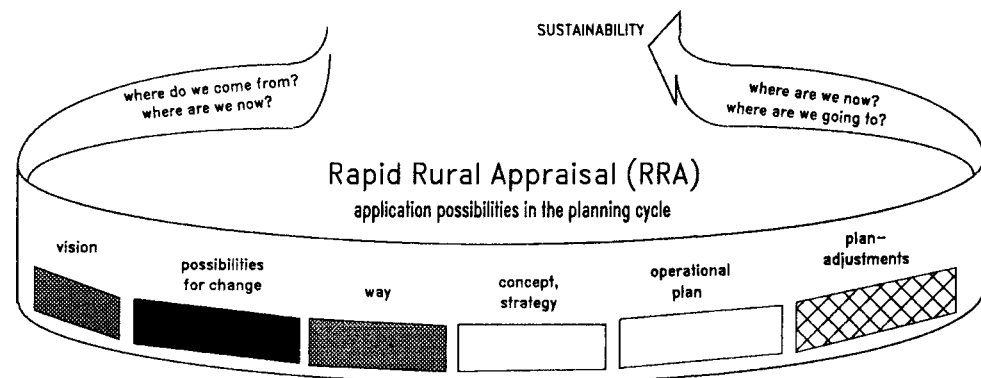 SUSTAINABILITY
where do we come from?
where are we now?
where are we now?
where are we going to?
Rapid Rural Appraisal (RRA)
application possibilities in the planning cycle
vision
possibilities
for change
way
concept,
strategy
operational
plan
plan-
adjustments